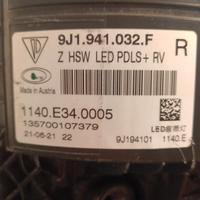 9J1.941.032.F
Z HSW LED PDLS+ RV
R
Made in Austria
1140.E34.0005
135700107379
21-06-21 22
9J194101
1140.E